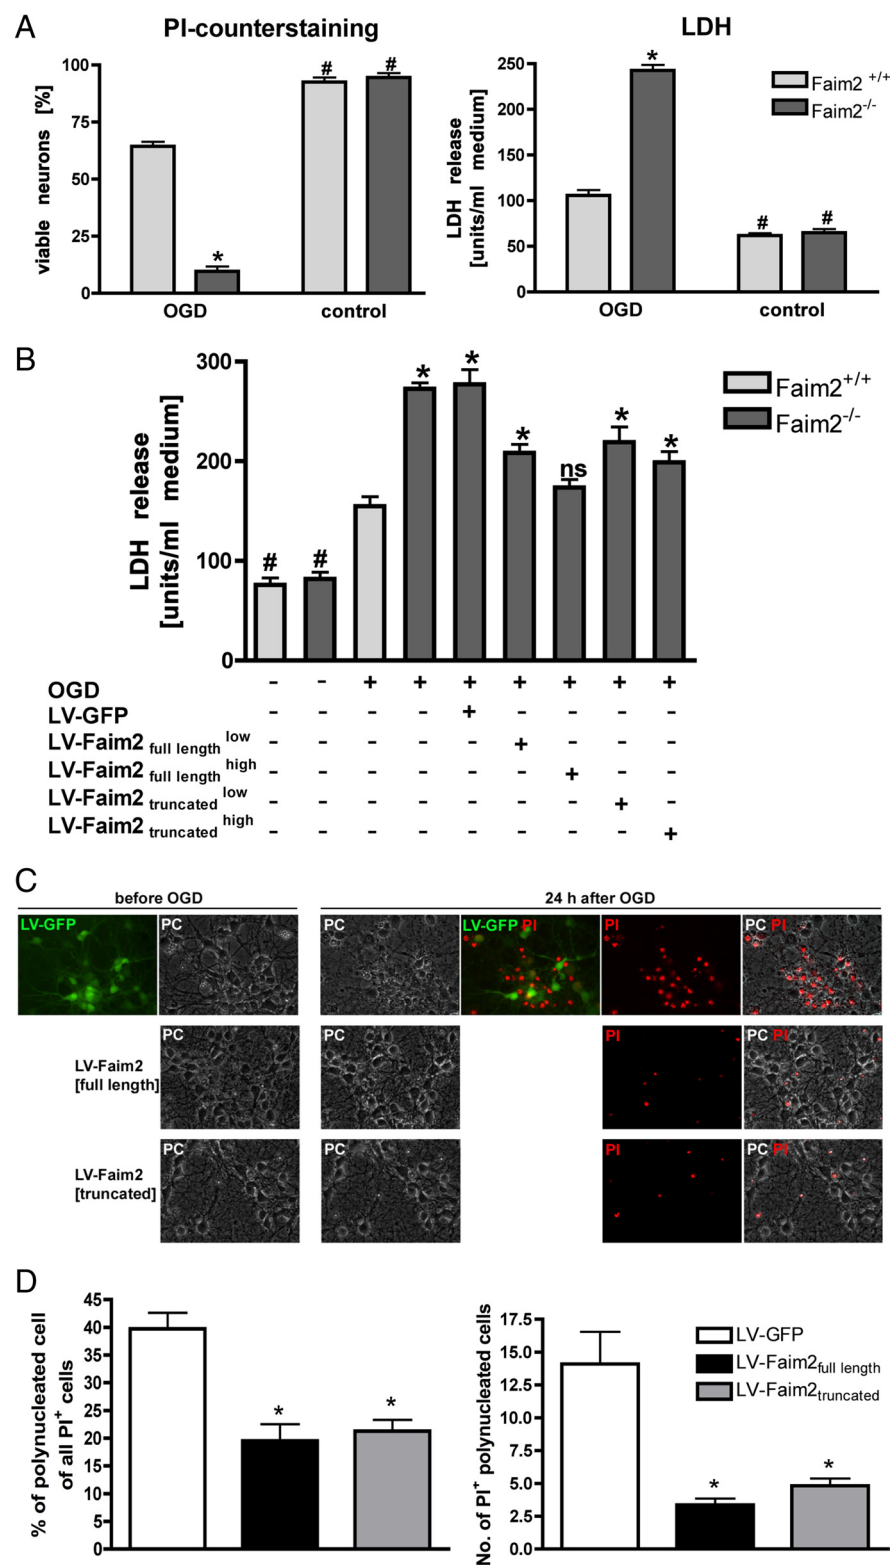 A
PI-counterstaining
viable neurons [%]
100
75
50
25
0
#
#
*
OGD
control
LDH
LDH release
[units/ml medium]
250
200
150
100
50
0
*
#
#
OGD
control
Faim2 +/+
Faim2-/-
B
LDH release
[units/ml medium]
300
200
100
0
# # * * * ns * *
Faim2+/+
Faim2-/-
OGD - - + + + + + + +
LV-GFP - - - - + - - - -
LV-Faim2 full length low - - - - - + - - -
LV-Faim2 full length high - - - - - - + - -
LV-Faim2 truncated low - - - - - - - + -
LV-Faim2 truncated high - - - - - - - - +
C
before OGD
24 h after OGD
LV-GFP
PC
PC
LV-GFP PI
PI
PC PI
LV-Faim2
[full length]
PC
PC
PI
PC PI
LV-Faim2
[truncated]
PC
PC
PI
PC PI
D
% of polynucleated cell
of all PI+ cells
45
40
35
30
25
20
15
10
5
0
*
*
No. of PI+ polynucleated cells
17.5
15.0
12.5
10.0
7.5
5.0
2.5
0.0
*
*
LV-GFP
LV-Faim2full length
LV-Faim2truncated